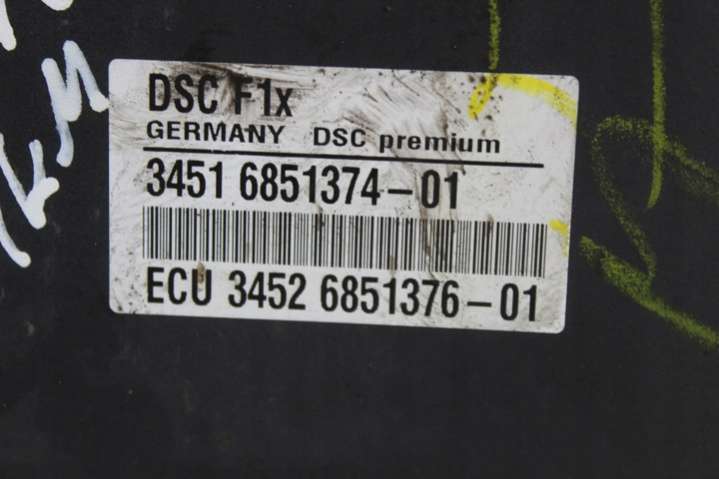 DSC F1x
GERMANY DSC premium
3451 6851374-01
ECU 3452 6851376-01